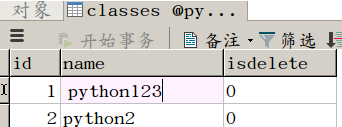 对象 classes @py...
开始事务 备注 筛选
id name isdelete
1 python123 0
2 python2 0